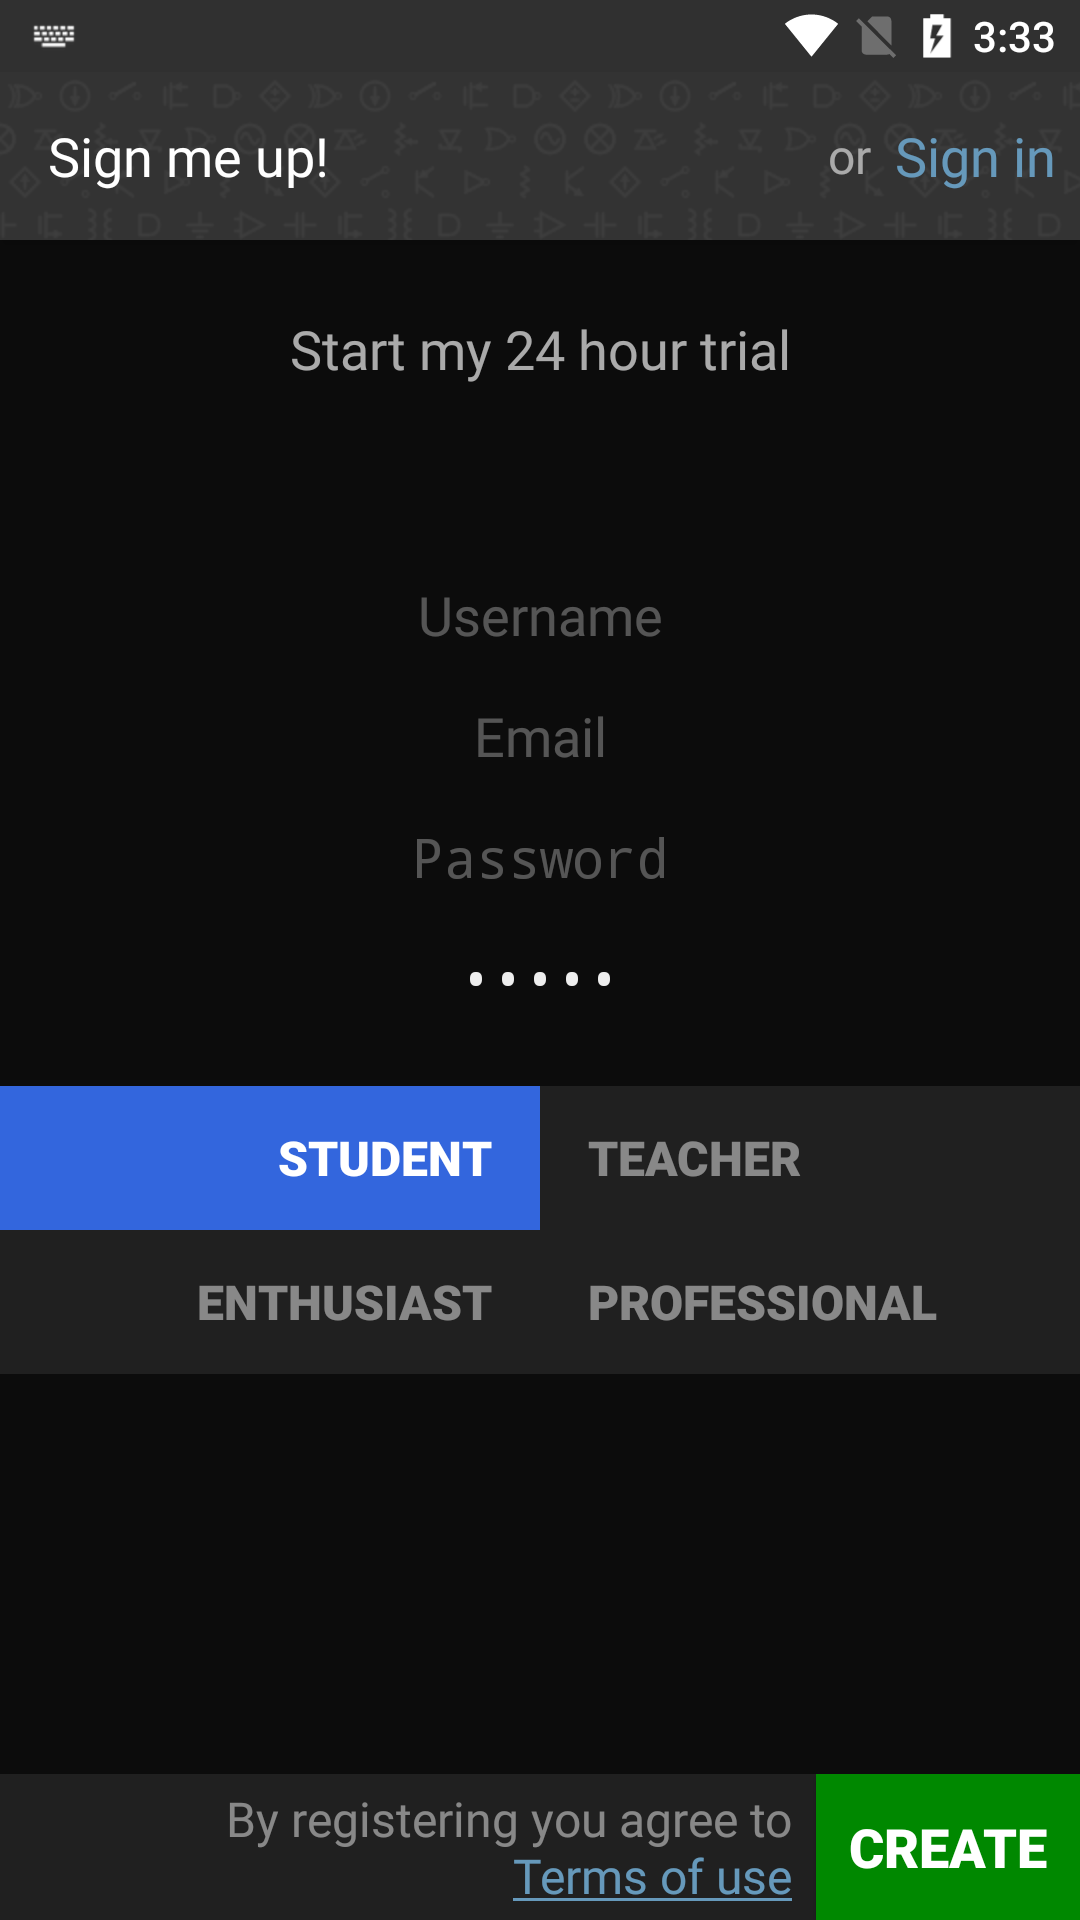 3:33
Sign me up! or Sign in
Start my 24 hour trial
Username
Email
Password
•••••
STUDENT TEACHER
ENTHUSIAST PROFESSIONAL
By registering you agree to
Terms of use
CREATE